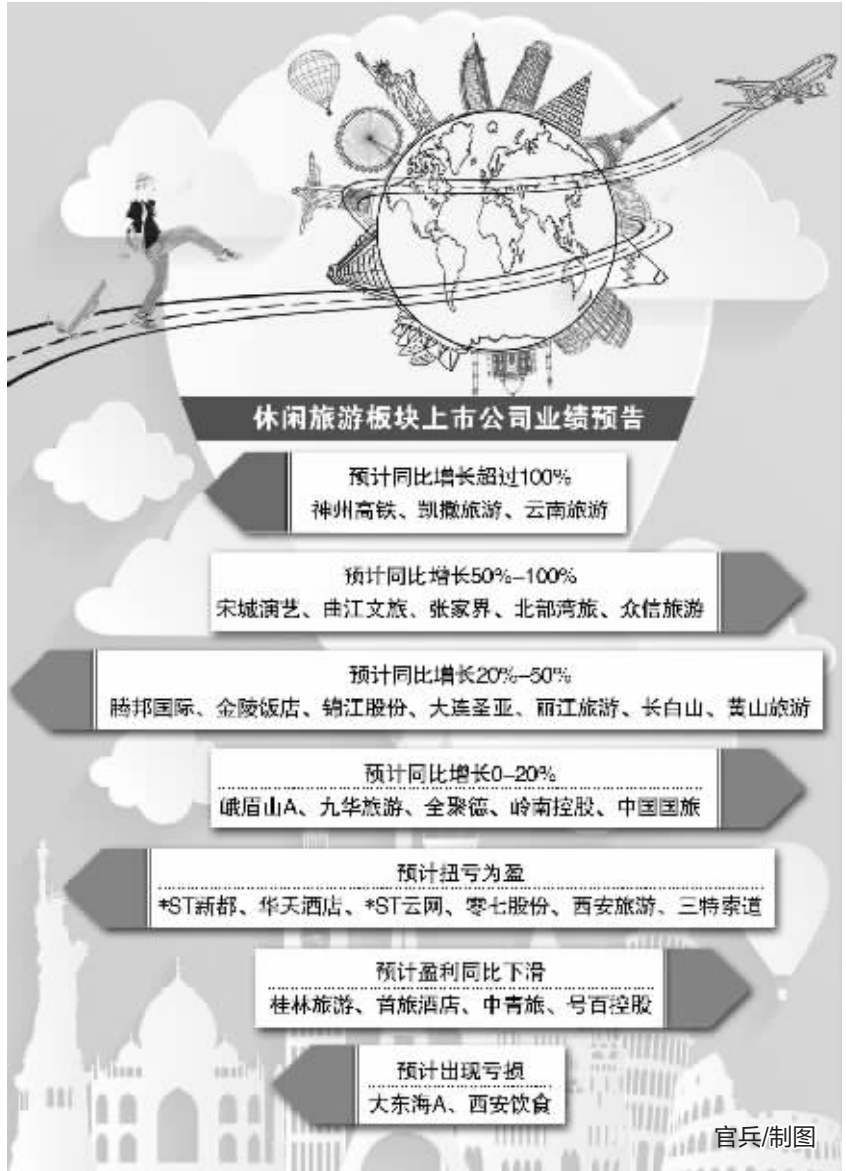 休闲旅游板块上市公司业绩预告
预计同比增长超过100%
神州高铁、凯撒旅游、云南旅游
预计同比增长50%–100%
宋城演艺、曲江文旅、张家界、北部湾旅、众信旅游
预计同比增长20%–50%
腾邦国际、金陵饭店、锦江股份、大连圣亚、丽江旅游、长白山、黄山旅游
预计同比增长0–20%
峨眉山A、九华旅游、全聚德、岭南控股、中国国旅
预计扭亏为盈
*ST新都、华天酒店、*ST云网、零七股份、西安旅游、三特索道
预计盈利同比下滑
桂林旅游、首旅酒店、中青旅、号百控股
预计出现亏损
大东海A、西安饮食
官兵/制图